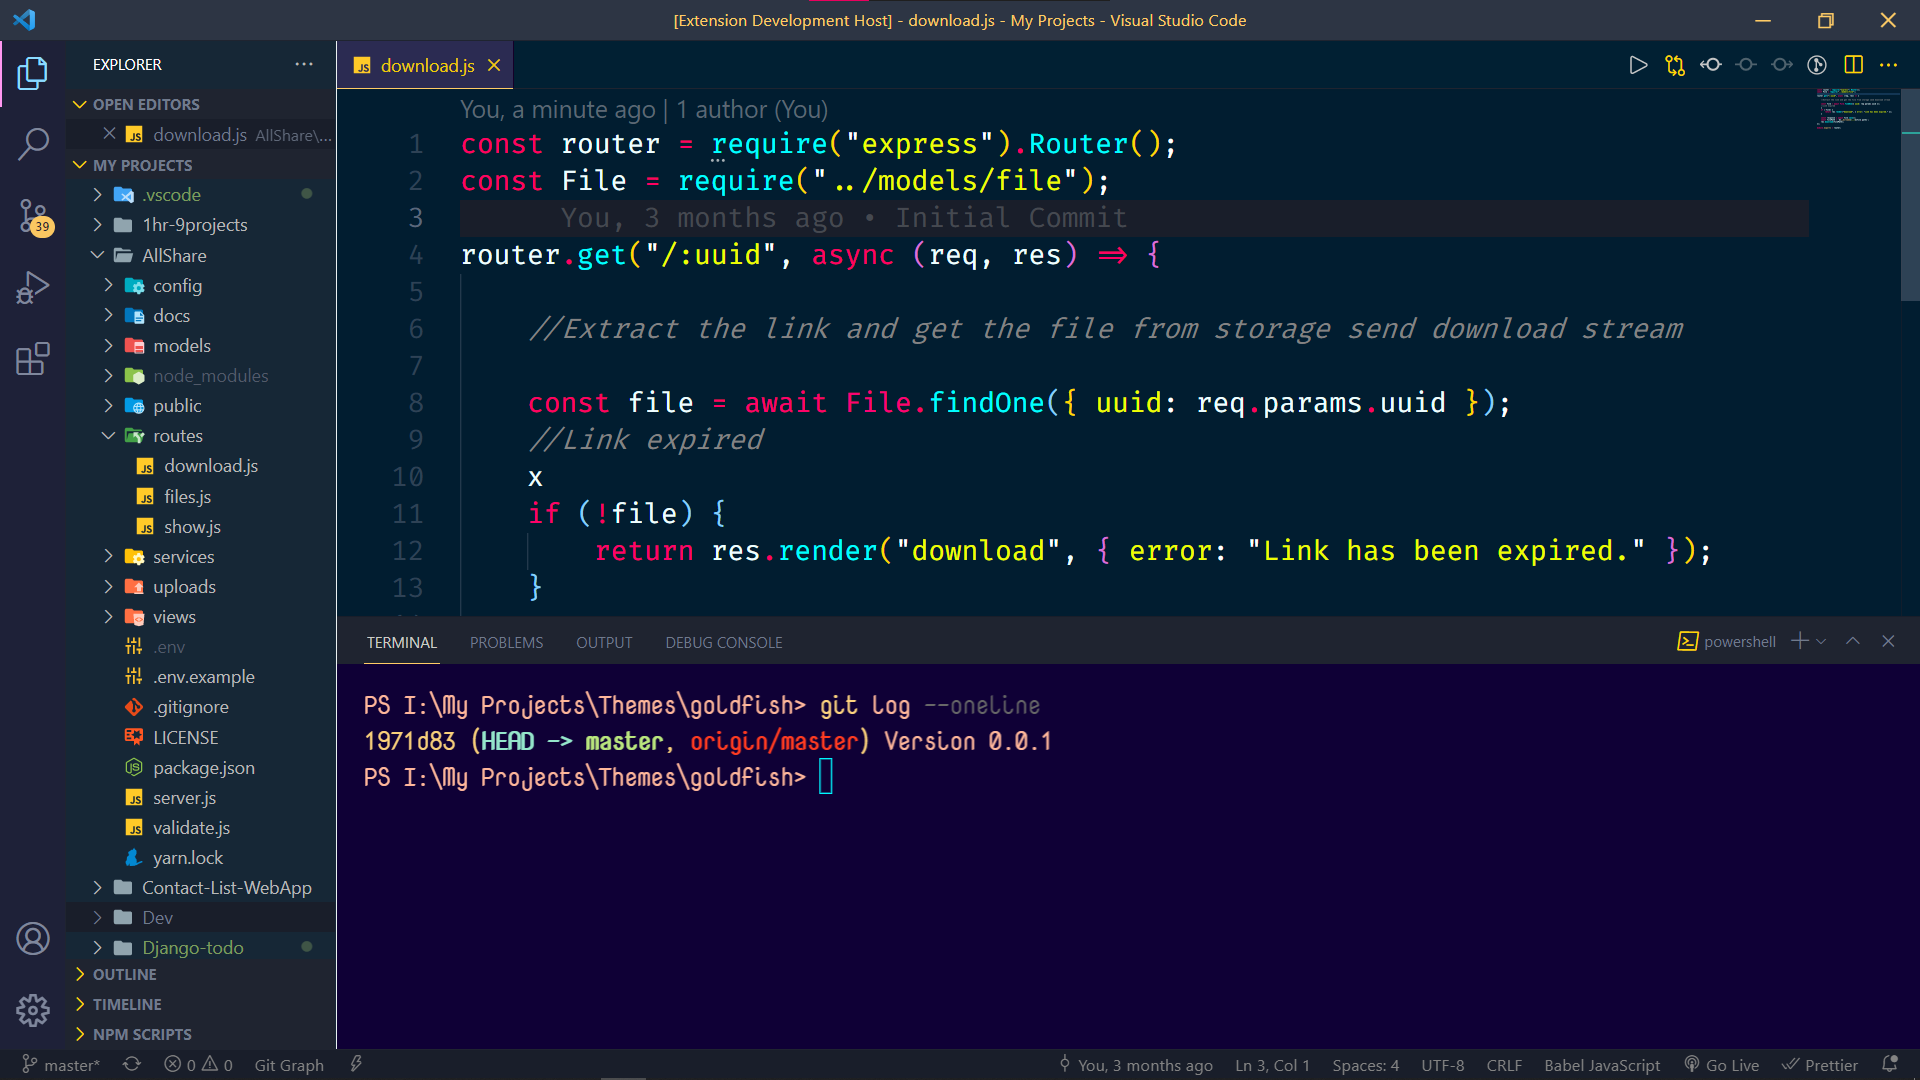 [Extension Development Host] - download.js - My Projects - Visual Studio Code
EXPLORER
OPEN EDITORS
download.js AllShare\...
MY PROJECTS
.vscode
1hr-9projects
AllShare
config
docs
models
node_modules
public
routes
download.js
files.js
show.js
services
uploads
views
.env
.env.example
.gitignore
LICENSE
package.json
server.js
validate.js
yarn.lock
Contact-List-WebApp
Dev
Django-todo
OUTLINE
TIMELINE
NPM SCRIPTS
39
download.js
You, a minute ago | 1 author (You)
1 const router = require("express").Router();
2 const File = require("../models/file");
3 You, 3 months ago • Initial Commit
4 router.get("/:uuid", async (req, res) => {
5
6 //Extract the link and get the file from storage send download stream
7
8 const file = await File.findOne({ uuid: req.params.uuid });
9 //Link expired
10 x
11 if (!file) {
12 return res.render("download", { error: "Link has been expired." });
13 }
TERMINAL PROBLEMS OUTPUT DEBUG CONSOLE
powershell
PS I:\My Projects\Themes\goldfish> git log --oneline
1971d83 (HEAD -> master, origin/master) Version 0.0.1
PS I:\My Projects\Themes\goldfish>
master* 0 0 Git Graph You, 3 months ago Ln 3, Col 1 Spaces: 4 UTF-8 CRLF Babel JavaScript Go Live Prettier